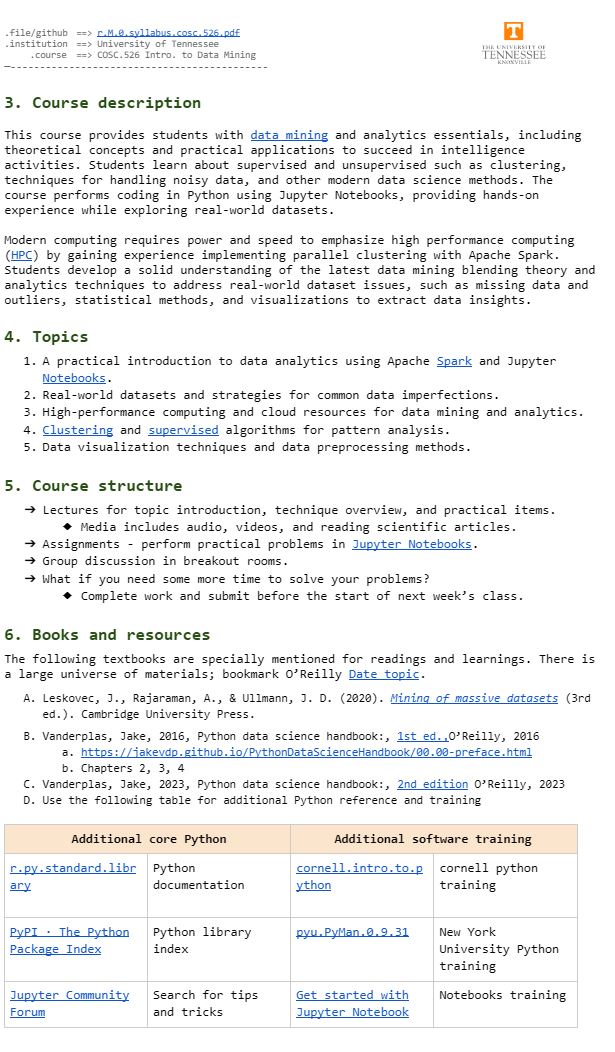 .file/github ==> r.M.0.syllabus.cosc.526.pdf
.institution ==> University of Tennessee
.course ==> COSC.526 Intro. to Data Mining
—-------------------------------------------
T
THE UNIVERSITY OF
TENNESSEE
KNOXVILLE
3. Course description
This course provides students with data mining and analytics essentials, including
theoretical concepts and practical applications to succeed in intelligence
activities. Students learn about supervised and unsupervised such as clustering,
techniques for handling noisy data, and other modern data science methods. The
course performs coding in Python using Jupyter Notebooks, providing hands-on
experience while exploring real-world datasets.
Modern computing requires power and speed to emphasize high performance computing
(HPC) by gaining experience implementing parallel clustering with Apache Spark.
Students develop a solid understanding of the latest data mining blending theory and
analytics techniques to address real-world dataset issues, such as missing data and
outliers, statistical methods, and visualizations to extract data insights.
4. Topics
1. A practical introduction to data analytics using Apache Spark and Jupyter
Notebooks.
2. Real-world datasets and strategies for common data imperfections.
3. High-performance computing and cloud resources for data mining and analytics.
4. Clustering and supervised algorithms for pattern analysis.
5. Data visualization techniques and data preprocessing methods.
5. Course structure
➔ Lectures for topic introduction, technique overview, and practical items.
◆ Media includes audio, videos, and reading scientific articles.
➔ Assignments - perform practical problems in Jupyter Notebooks.
➔ Group discussion in breakout rooms.
➔ What if you need some more time to solve your problems?
◆ Complete work and submit before the start of next week’s class.
6. Books and resources
The following textbooks are specially mentioned for readings and learnings. There is
a large universe of materials; bookmark O’Reilly Date topic.
A. Leskovec, J., Rajaraman, A., & Ullmann, J. D. (2020). Mining of massive datasets (3rd
ed.). Cambridge University Press.
B. Vanderplas, Jake, 2016, Python data science handbook:, 1st ed.,O’Reilly, 2016
a. https://jakevdp.github.io/PythonDataScienceHandbook/00.00-preface.html
b. Chapters 2, 3, 4
C. Vanderplas, Jake, 2023, Python data science handbook:, 2nd edition O’Reilly, 2023
D. Use the following table for additional Python reference and training
Additional core Python
Additional software training
r.py.standard.libr
ary
Python
documentation
cornell.intro.to.p
ython
cornell python
training
PyPI · The Python
Package Index
Python library
index
pyu.PyMan.0.9.31
New York
University Python
training
Jupyter Community
Forum
Search for tips
and tricks
Get started with
Jupyter Notebook
Notebooks training